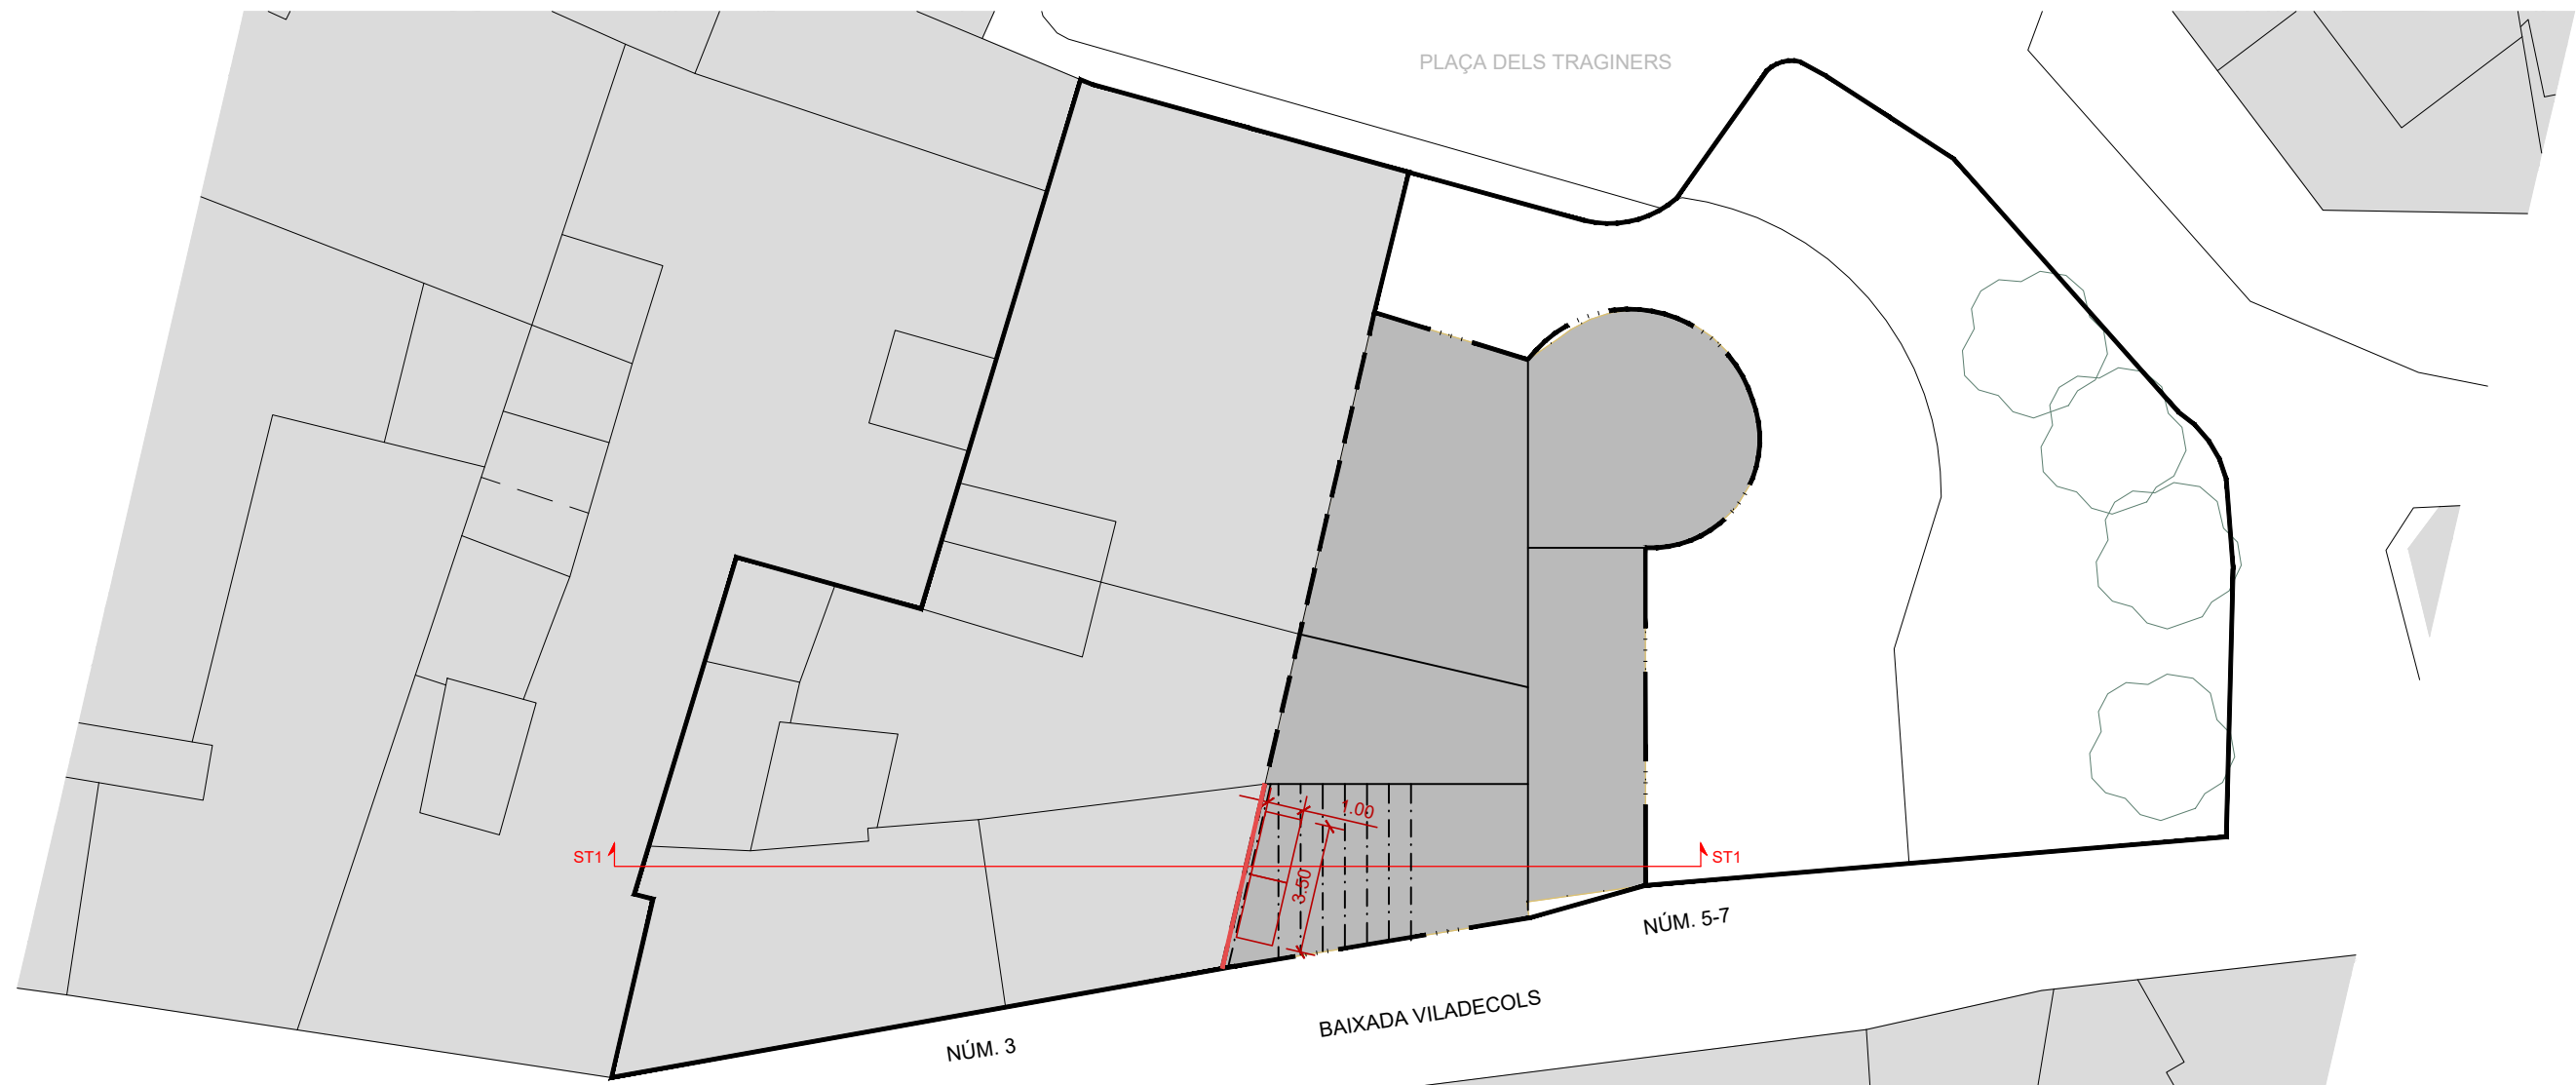 PLAÇA DELS TRAGINERS
1.00
ST1
ST1
3.50
NÚM. 5-7
BAIXADA VILADECOLS
NÚM. 3